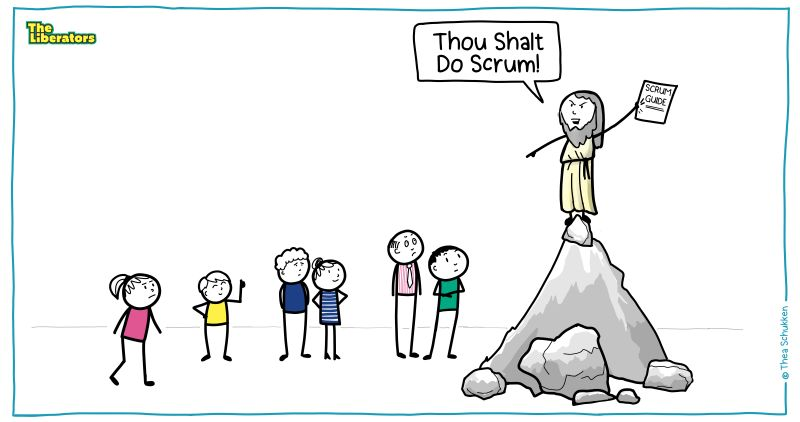 The
Liberators
Thou Shalt
Do Scrum!
SCRUM
GUIDE
© Thea Schukken